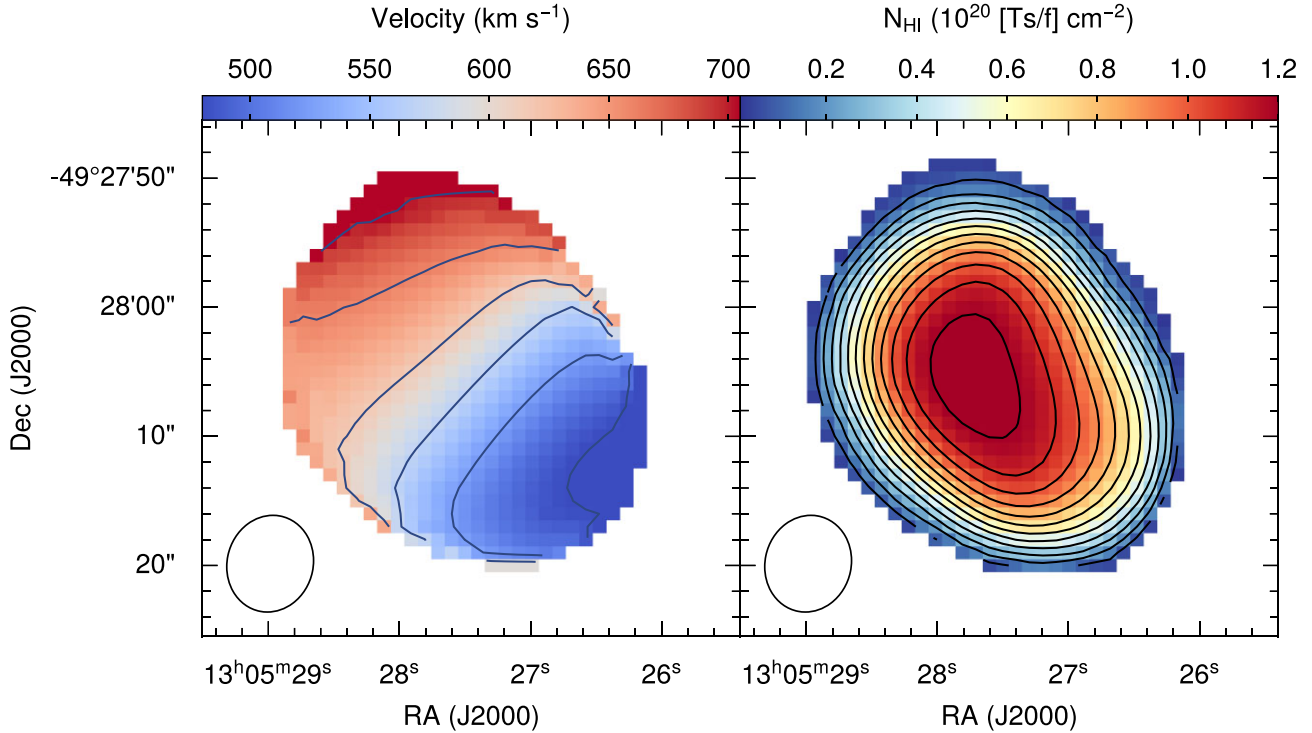 Velocity (km s⁻¹)
N_HI (10²⁰ [Ts/f] cm⁻²)
500 550 600 650 700
0.2 0.4 0.6 0.8 1.0 1.2
-49°27'50"
28'00"
10"
20"
Dec (J2000)
13ʰ05ᵐ29ˢ 28ˢ 27ˢ 26ˢ
13ʰ05ᵐ29ˢ 28ˢ 27ˢ 26ˢ
RA (J2000)
RA (J2000)